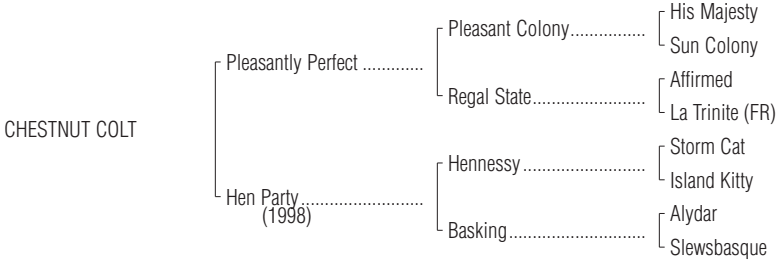 His Majesty
Pleasant Colony................
Sun Colony
Pleasantly Perfect .............
Affirmed
Regal State........................
La Trinite (FR)
CHESTNUT COLT
Storm Cat
Hennessy..........................
Island Kitty
Hen Party..........................
(1998)
Alydar
Basking.............................
Slewsbasque